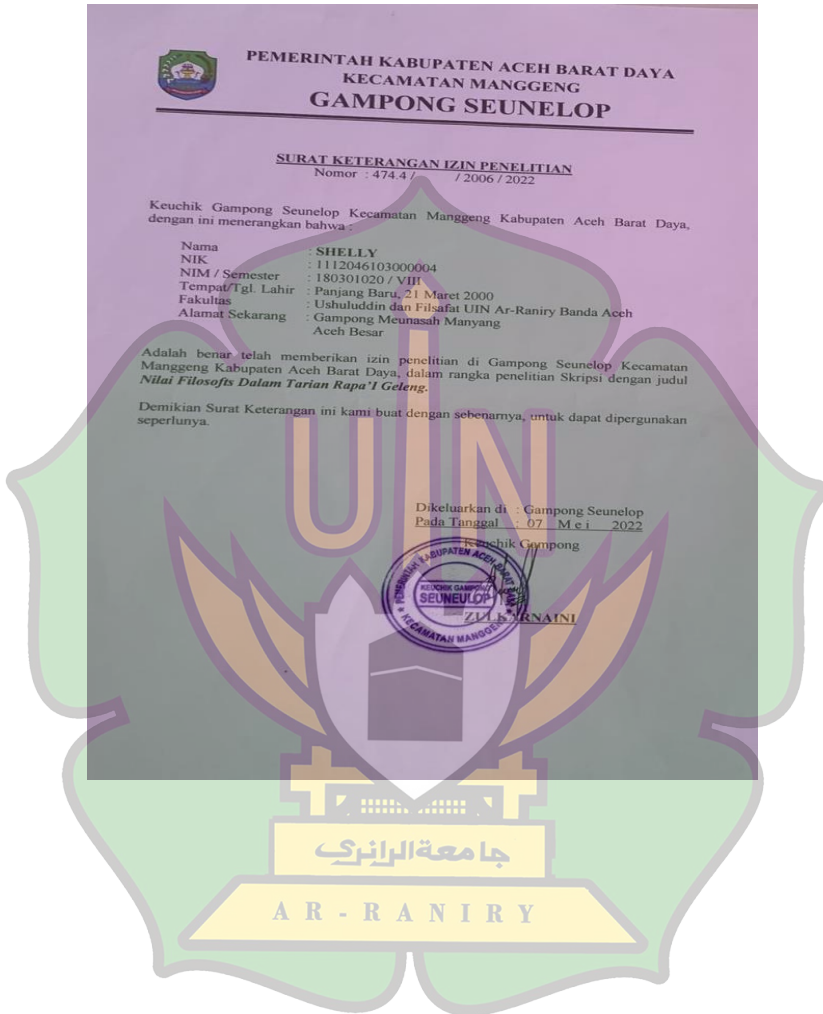 PEMERINTAH KABUPATEN ACEH BARAT DAYA
KECAMATAN MANGGENG
GAMPONG SEUNELOP
SURAT KETERANGAN IZIN PENELITIAN
Nomor : 474.4 / / 2006 / 2022
Keuchik Gampong Seunelop Kecamatan Manggeng Kabupaten Aceh Barat Daya,
dengan ini menerangkan bahwa :
Nama : SHELLY
NIK : 1112046103000004
NIM / Semester : 180301020 / VIII
Tempat/Tgl. Lahir : Panjang Baru, 21 Maret 2000
Fakultas : Ushuluddin dan Filsafat UIN Ar-Raniry Banda Aceh
Alamat Sekarang : Gampong Meunasah Manyang
Aceh Besar
Adalah benar telah memberikan izin penelitian di Gampong Seunelop Kecamatan
Manggeng Kabupaten Aceh Barat Daya, dalam rangka penelitian Skripsi dengan judul
Nilai Filosofts Dalam Tarian Rapa'I Geleng.
Demikian Surat Keterangan ini kami buat dengan sebenarnya, untuk dapat dipergunakan
seperlunya.
Dikeluarkan di : Gampong Seunelop
Pada Tanggal : 07 Mei 2022
Keuchik Gampong
PEMERINTAH KABUPATEN ACEH BARAT DAYA
KEUCHIK GAMPONG
SEUNEULOP
KECAMATAN MANGGENG
ZULKARNAINI
UIN
جامعة الرانري
AR-RANIRY